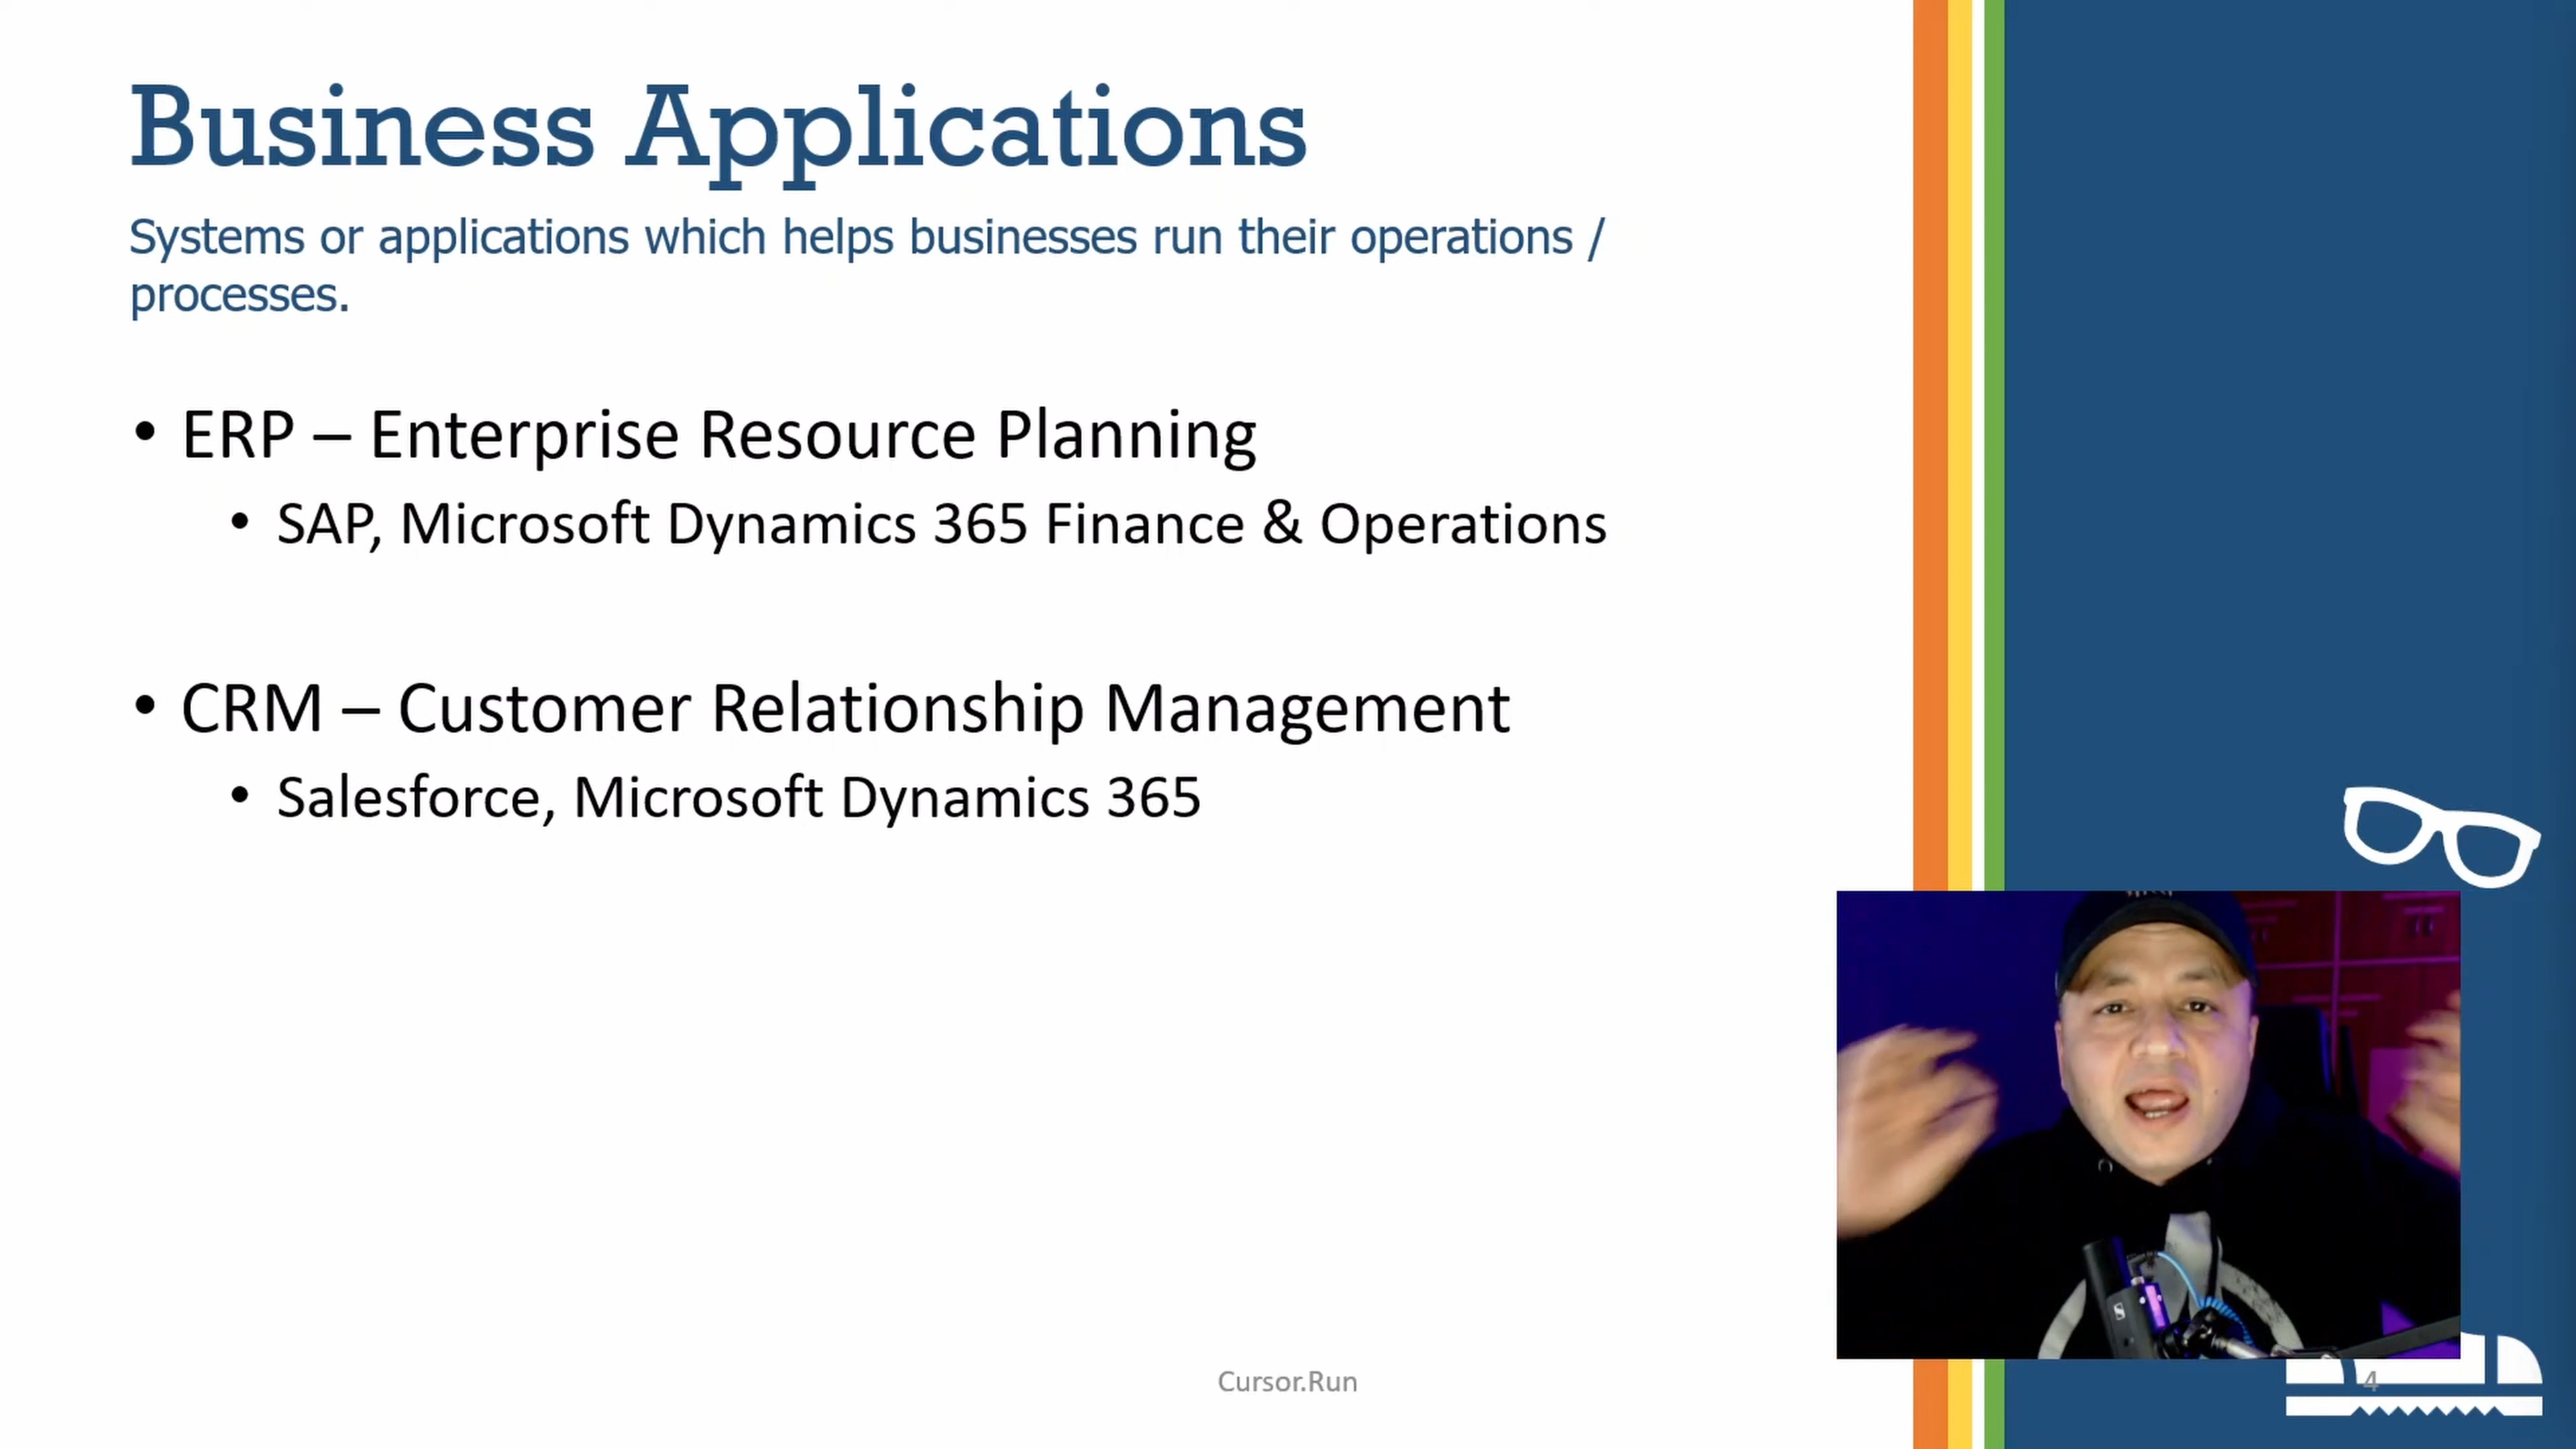 Business Applications
Systems or applications which helps businesses run their operations /
processes.
• ERP – Enterprise Resource Planning
• SAP, Microsoft Dynamics 365 Finance & Operations
• CRM – Customer Relationship Management
• Salesforce, Microsoft Dynamics 365
Cursor.Run
4